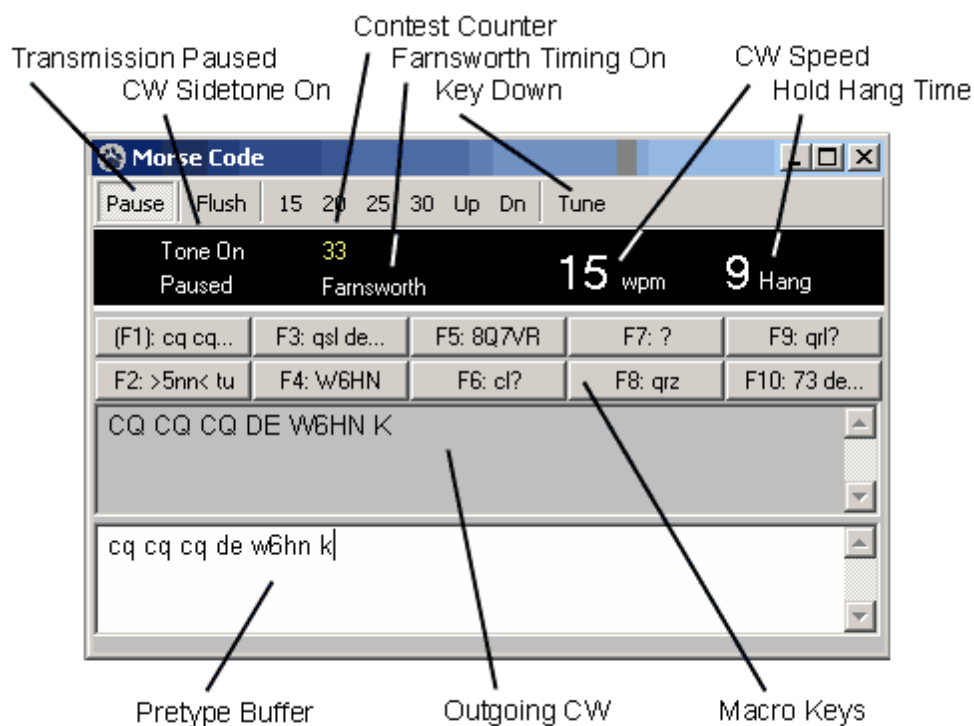 Contest Counter
Transmission Paused Farnsworth Timing On CW Speed
CW Sidetone On Key Down Hold Hang Time
Morse Code
Pause Flush 15 20 25 30 Up Dn Tune
Tone On 33
15 wpm 9 Hang
Paused Farnsworth
(F1): cq cq... F3: qsl de... F5: 8Q7VR F7: ? F9: qrl?
F2: >5nn< tu F4: W6HN F6: cl? F8: qrz F10: 73 de...
CQ CQ CQ DE W6HN K
cq cq cq de w6hn k
Pretype Buffer Outgoing CW Macro Keys